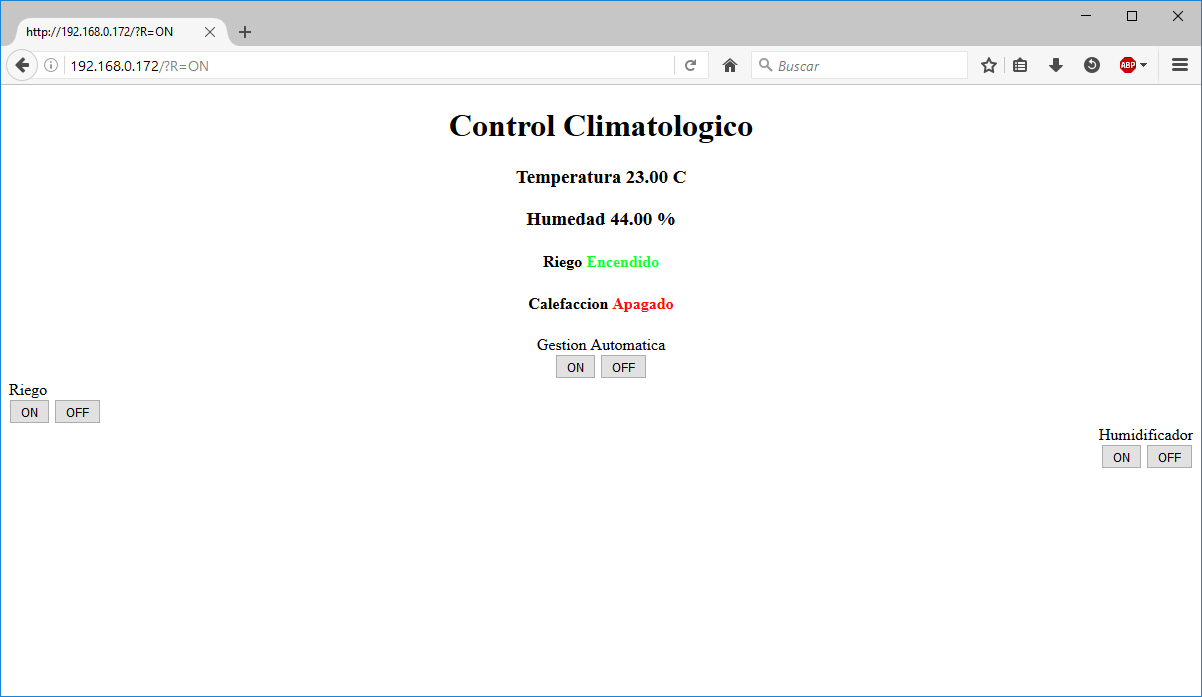 http://192.168.0.172/?R=ON
192.168.0.172/?R=ON
Buscar
ABP
Control Climatologico
Temperatura 23.00 C
Humedad 44.00 %
Riego Encendido
Calefaccion Apagado
Gestion Automatica
ON OFF
Riego
ON OFF
Humidificador
ON OFF